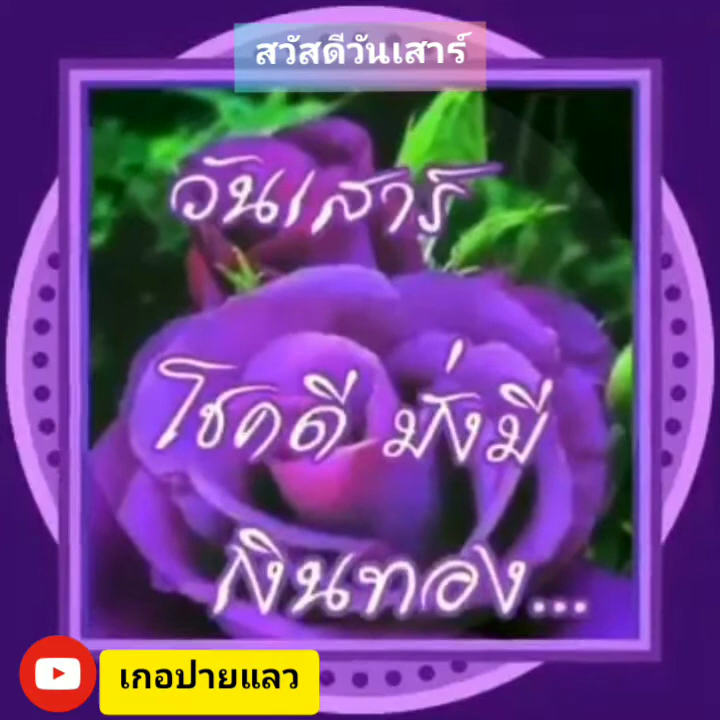 สวัสดีวันเสาร์
วันเสาร์
โชคดี มั่งมี
เงินทอง...
เกอปายแลว